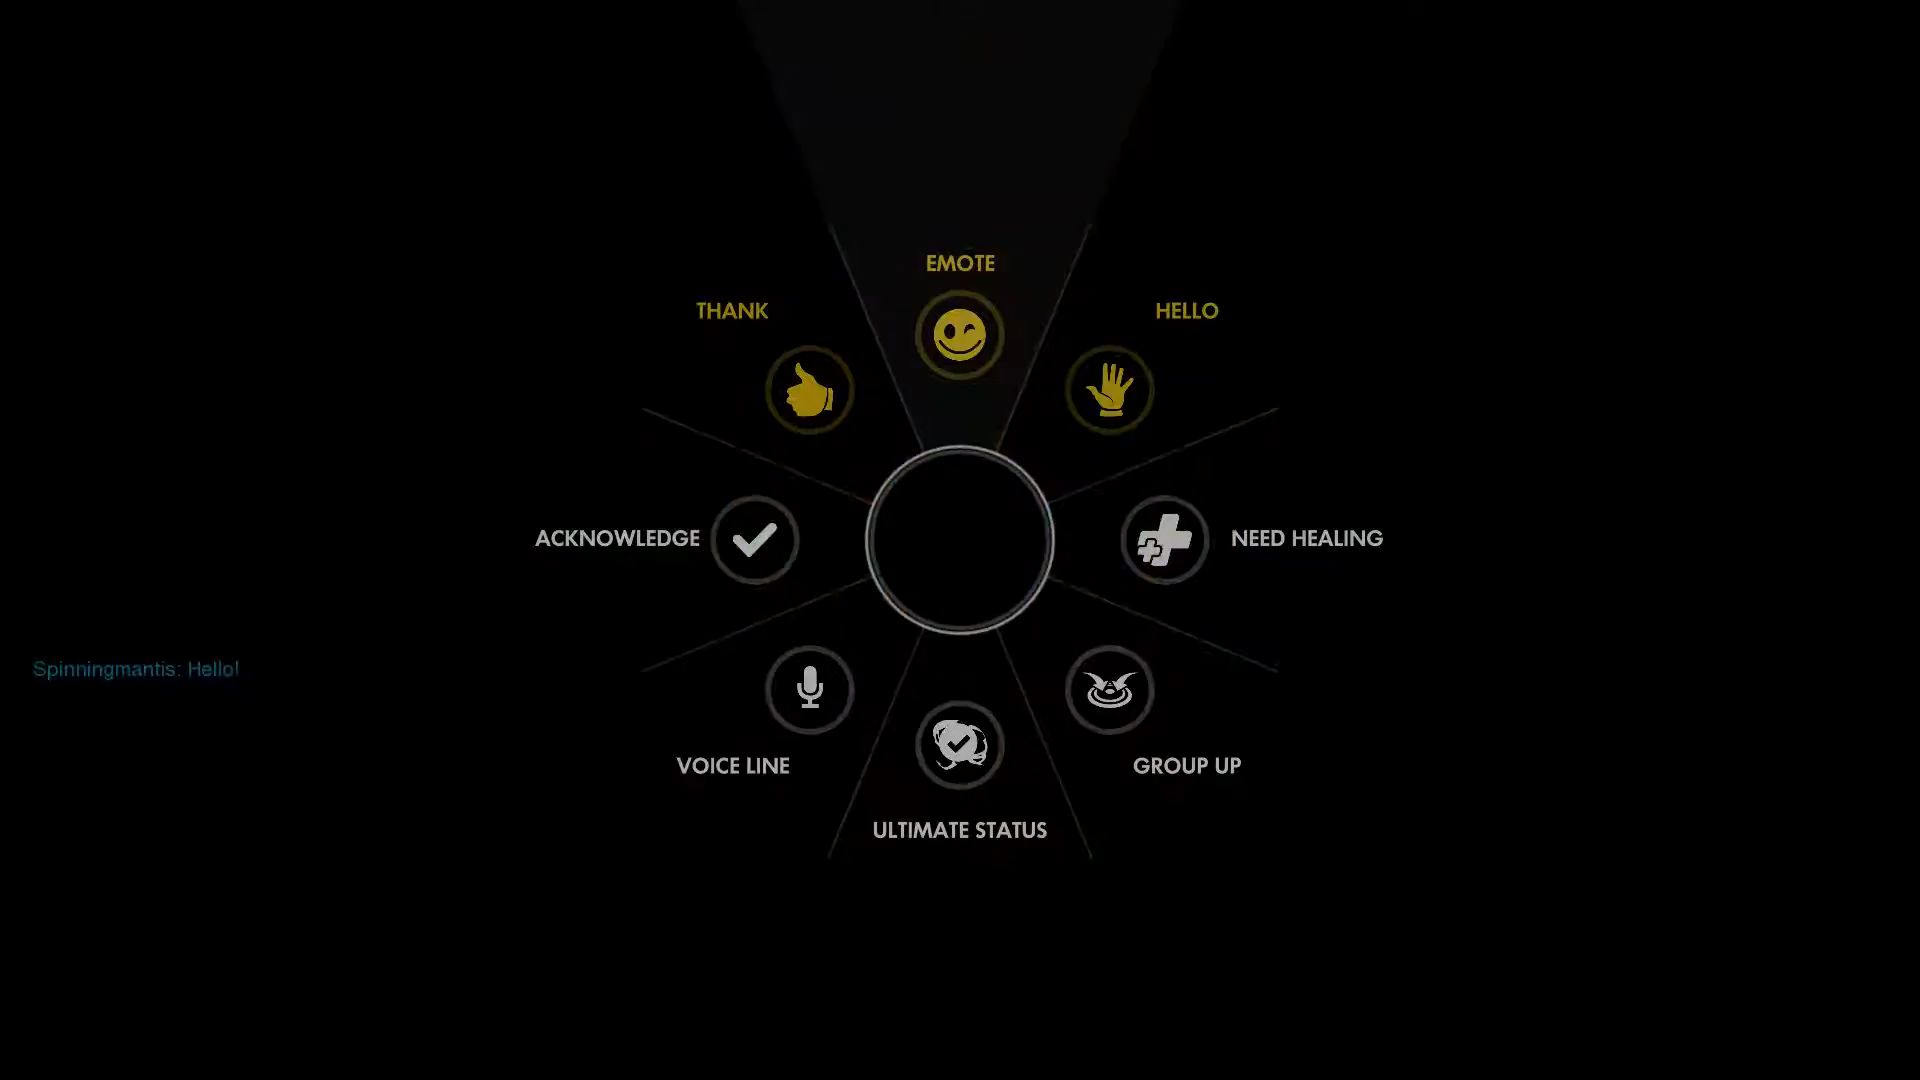 EMOTE
THANK
HELLO
ACKNOWLEDGE
NEED HEALING
Spinningmantis: Hello!
VOICE LINE
GROUP UP
ULTIMATE STATUS